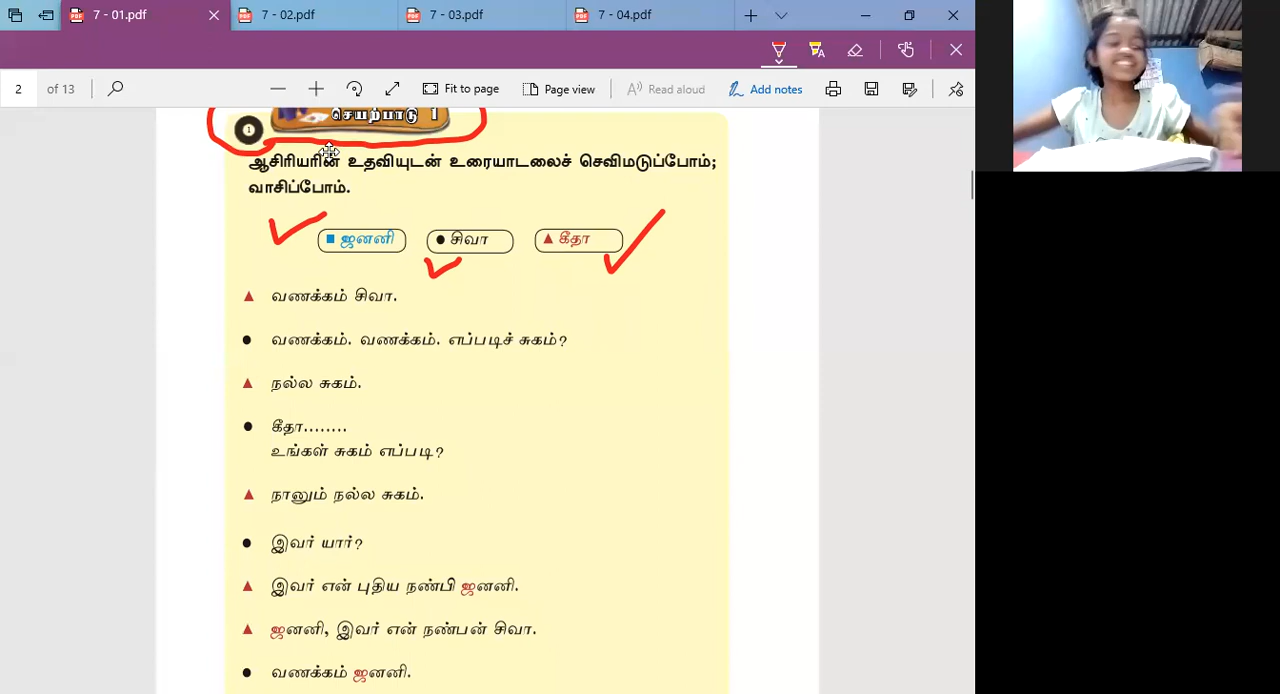 7 - 01.pdf
7 - 02.pdf
7 - 03.pdf
7 - 04.pdf
2 of 13
Fit to page
Page view
Read aloud
Add notes
செயற்பாடு 1
1
ஆசிரியரின் உதவியுடன் உரையாடலைச் செவிமடுப்போம்;
வாசிப்போம்.
ஜனனி
சிவா
கீதா
வணக்கம் சிவா.
வணக்கம். வணக்கம். எப்படிச் சுகம்?
நல்ல சுகம்.
கீதா........
உங்கள் சுகம் எப்படி?
நானும் நல்ல சுகம்.
இவர் யார்?
இவர் என் புதிய நண்பி ஜனனி.
ஜனனி, இவர் என் நண்பன் சிவா.
வணக்கம் ஜனனி.